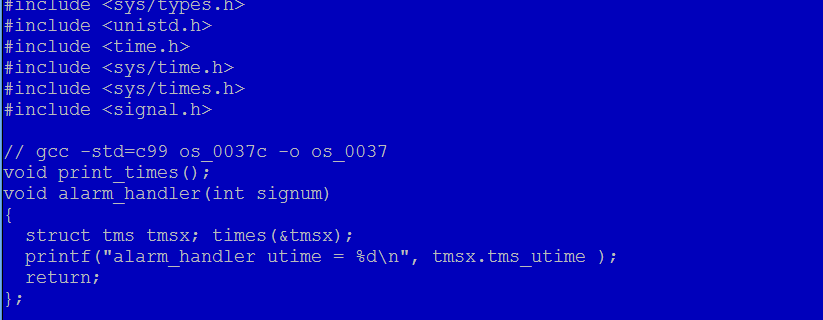 #include <sys/types.h>
#include <unistd.h>
#include <time.h>
#include <sys/time.h>
#include <sys/times.h>
#include <signal.h>
// gcc -std=c99 os_0037c -o os_0037
void print_times();
void alarm_handler(int signum)
{
struct tms tmsx; times(&tmsx);
printf("alarm_handler utime = %d\n", tmsx.tms_utime );
return;
};